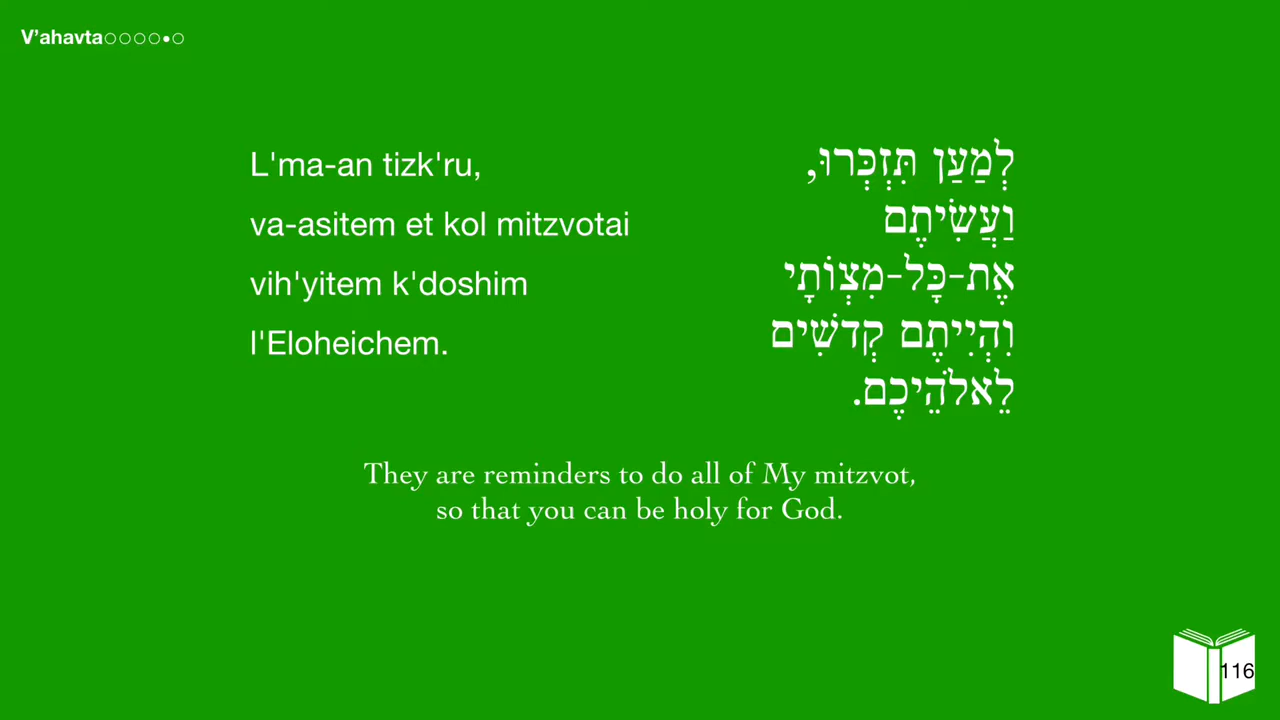 V’ahavta○○○○●○
L'ma-an tizk'ru,
va-asitem et kol mitzvotai
vih'yitem k'doshim
l'Eloheichem.
לְמַעַן תִּזְכְּרוּ,
וַעֲשִׂיתֶם
אֶת-כָּל-מִצְוֹתָי
וִהְיִיתֶם קְדֹשִׁים
לֵאלֹהֵיכֶם.
They are reminders to do all of My mitzvot,
so that you can be holy for God.
116